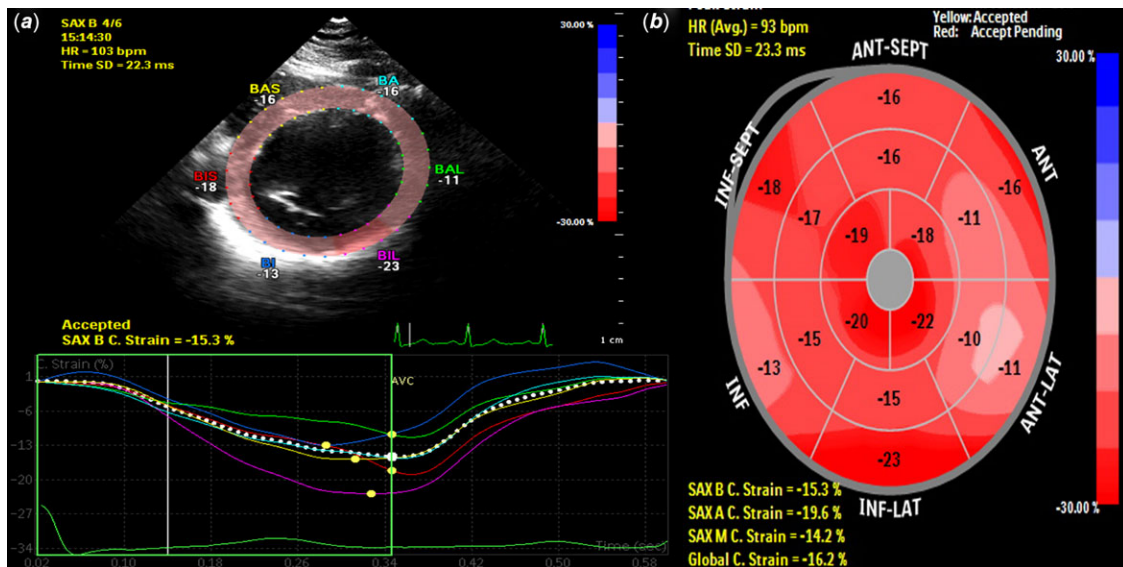 (a)
SAX B 4/6
15:14:30
HR = 103 bpm
Time SD = 22.3 ms
30.00 %
-30.00 %
BAS
-16
BA
-16
BAL
-11
BIS
-18
BI
-13
BIL
-23
1 cm
Accepted
SAX B C. Strain = -15.3 %
C. Strain (%)
AVC
1
-6
-13
-20
-27
-34
Time (sec)
0.02
0.12
0.18
0.26
0.34
0.42
0.50
0.58
(b)
HR (Avg.) = 93 bpm
Time SD = 23.3 ms
Yellow: Accepted
Red: Accept Pending
30.00 %
-30.00 %
ANT-SEPT
INF-SEPT
ANT
INF
ANT-LAT
INF-LAT
-16
-16
-18
-17
-19
-18
-11
-16
-13
-15
-20
-22
-10
-11
-15
-23
SAX B C. Strain = -15.3 %
SAX A C. Strain = -19.6 %
SAX M C. Strain = -14.2 %
Global C. Strain = -16.2 %